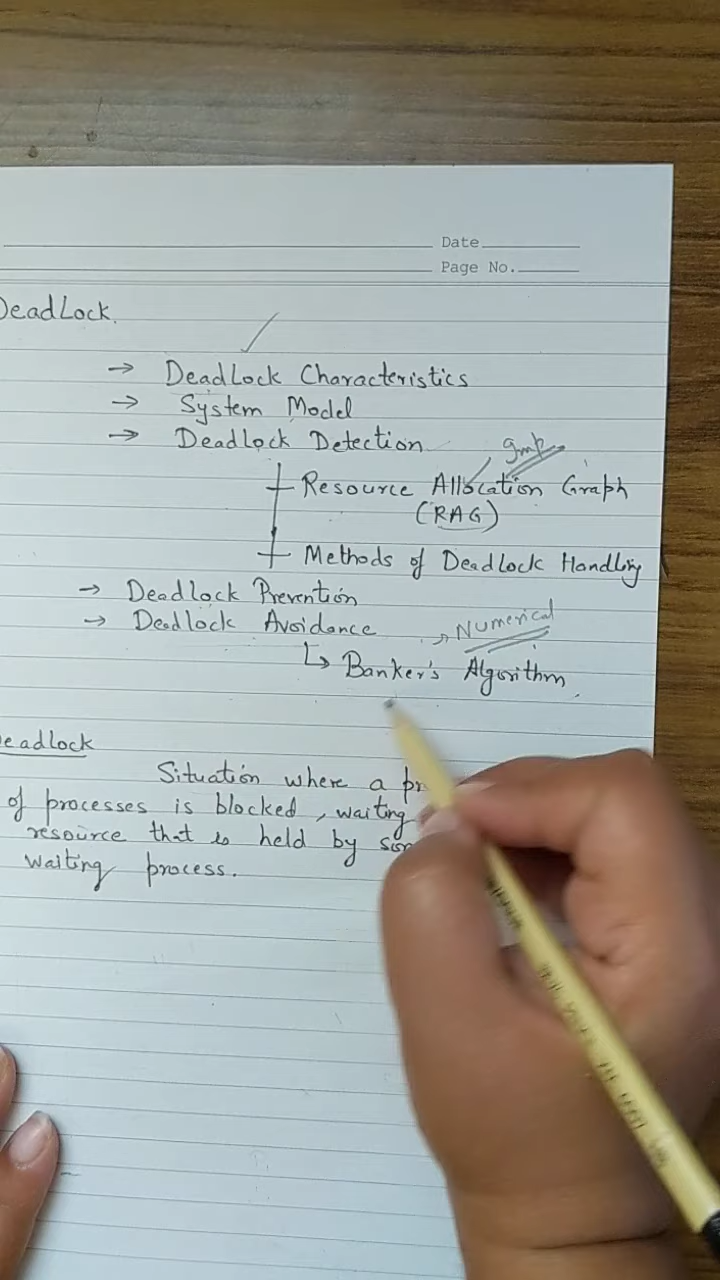 Date
Page No.
DeadLock.
→ DeadLock Characteristics
→ System Model
→ Deadlock Detection
Resource Allocation Graph
(RAG)
Methods of Deadlock Handling
→ Deadlock Prevention
→ Deadlock Avoidance
→ Numerical
↳ Banker's Algorithm
eadlock
Situation where a pr
of processes is blocked, waiting
resource that is held by
waiting process.